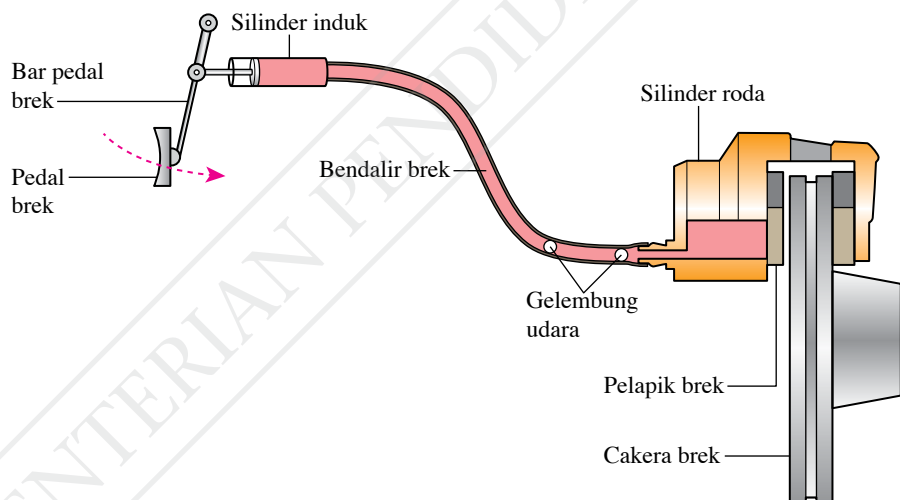 Silinder induk
Bar pedal
brek
Silinder roda
Bendalir brek
Pedal
brek
Gelembung
udara
Pelapik brek
Cakera brek